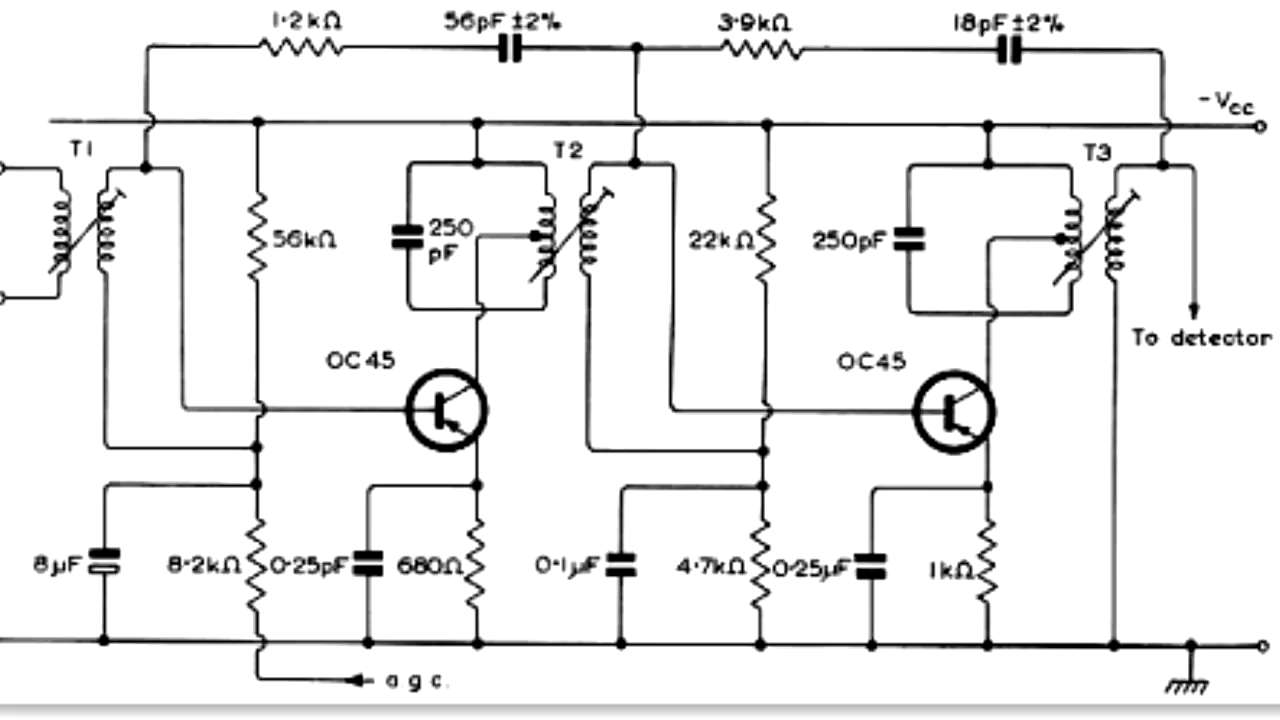 1·2kΩ 56pF ±2% 3·9kΩ 18pF ±2%
-Vcc
T1 T2 T3
56kΩ 250 22kΩ 250pF
pF
To detector
OC45 OC45
8µF 8·2kΩ 0·25pF 680Ω 0·1µF 4·7kΩ 0·25µF 1kΩ
a g c.